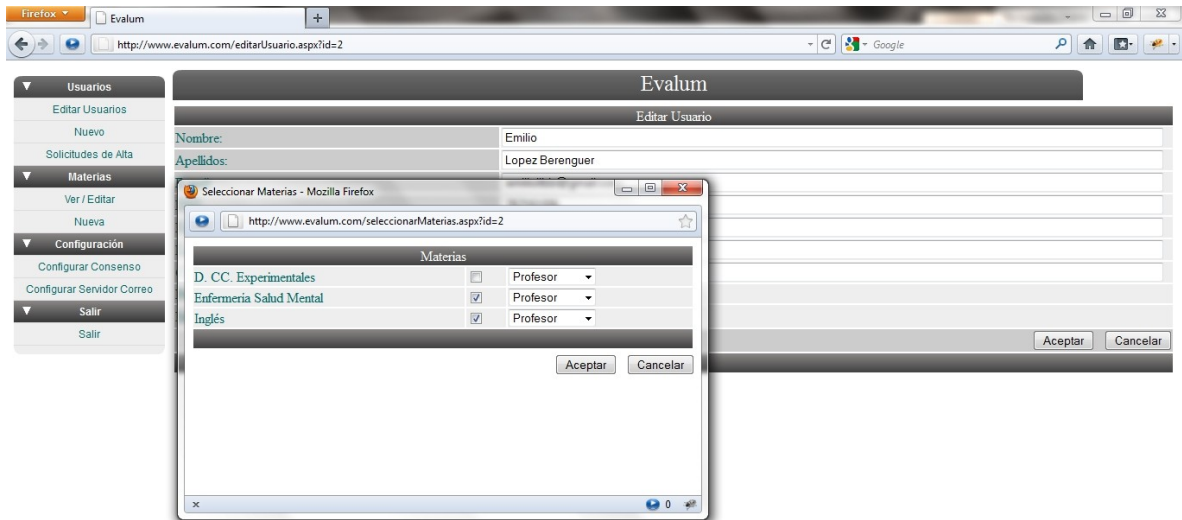 Firefox
Evalum
http://www.evalum.com/editarUsuario.aspx?id=2
Google
Usuarios
Editar Usuarios
Nuevo
Solicitudes de Alta
Materias
Ver / Editar
Nueva
Configuración
Configurar Consenso
Configurar Servidor Correo
Salir
Salir
Evalum
Editar Usuario
Nombre: Emilio
Apellidos: Lopez Berenguer
Aceptar Cancelar
Seleccionar Materias - Mozilla Firefox
http://www.evalum.com/seleccionarMaterias.aspx?id=2
Materias
D. CC. Experimentales Profesor
Enfermeria Salud Mental Profesor
Inglés Profesor
Aceptar Cancelar
x 0